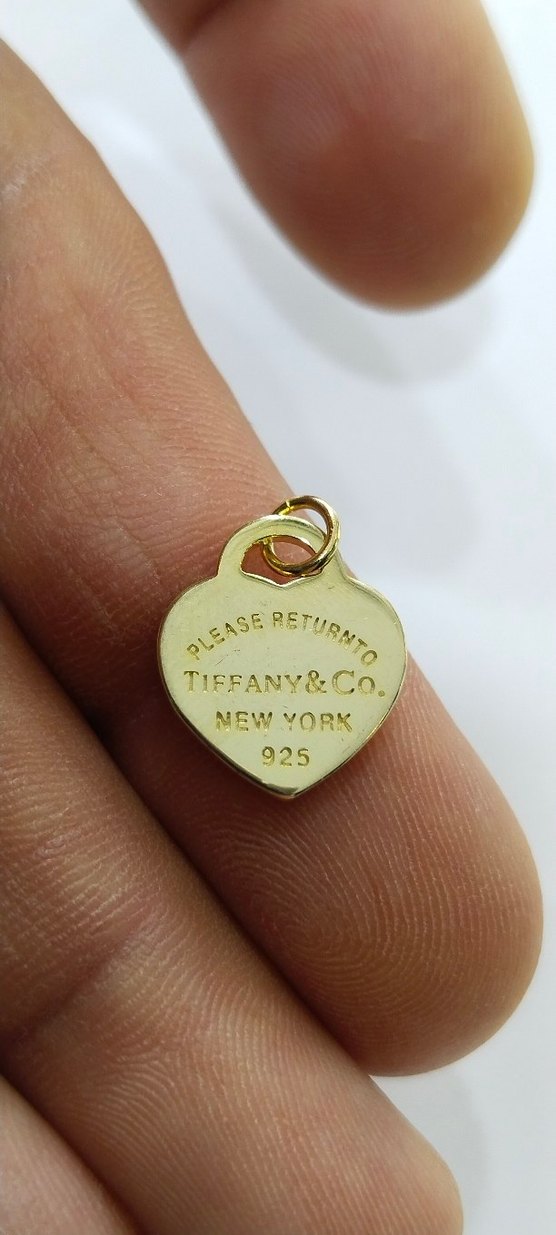 PLEASE RETURNTO
TIFFANY & CO.
NEW YORK
925